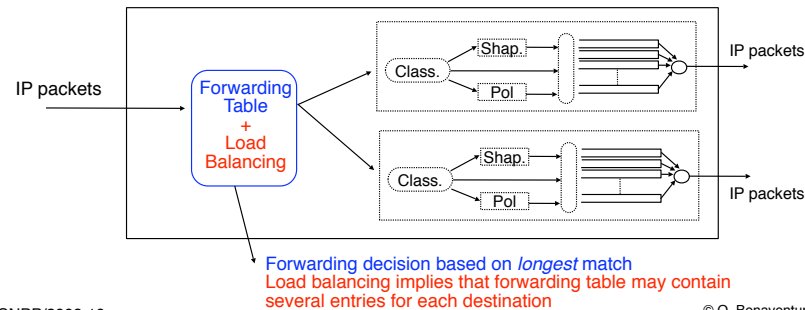 IP packets
Forwarding
Table
+
Load
Balancing
Class.
Shap.
Pol
IP packets
Class.
Shap.
Pol
IP packets
Forwarding decision based on longest match
Load balancing implies that forwarding table may contain
several entries for each destination
© O. Bonaventur